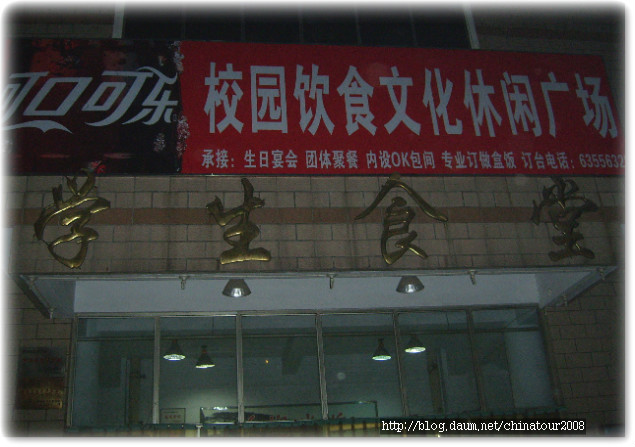 可口可乐
校园饮食文化休闲广场
承接：生日宴会 团体聚餐 内设OK包间 专业订做盒饭 订台电话：6355632
学生食堂
http://blog.daum.net/chinatour2008